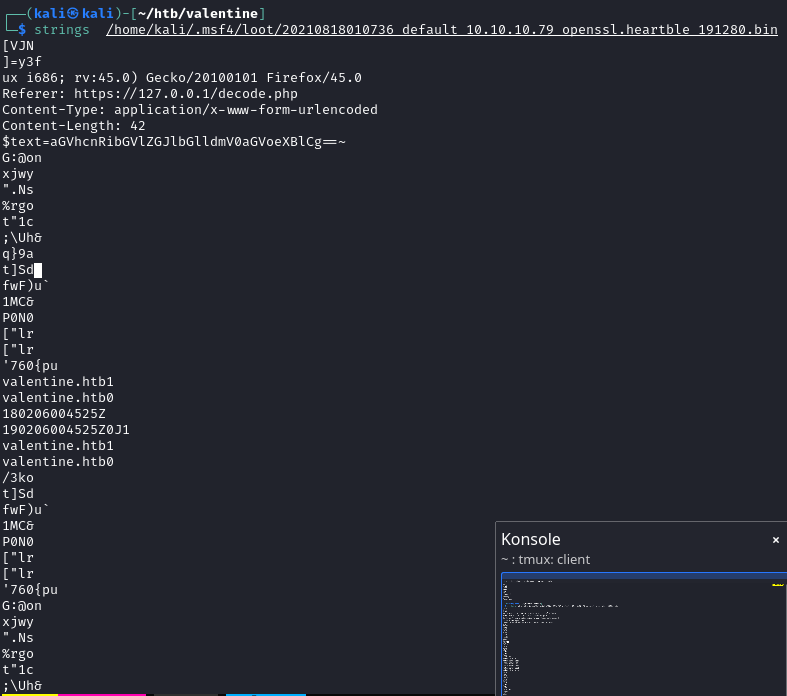 ┌──(kali㉿kali)-[~/htb/valentine]
└─$ strings /home/kali/.msf4/loot/20210818010736_default_10.10.10.79_openssl.heartble_191280.bin
[VJN
]=y3f
ux i686; rv:45.0) Gecko/20100101 Firefox/45.0
Referer: https://127.0.0.1/decode.php
Content-Type: application/x-www-form-urlencoded
Content-Length: 42
$text=aGVhcnRibGVlZGJlbGlldmV0aGVoeXBlCg==~
G:@on
xjwy
".Ns
%rgo
t"1c
;\Uh&
q}9a
t]Sd
fwF)u`
1MC&
P0N0
["lr
["lr
'760{pu
valentine.htb1
valentine.htb0
180206004525Z
190206004525Z0J1
valentine.htb1
valentine.htb0
/3ko
t]Sd
fwF)u`
1MC&
P0N0
["lr
["lr
'760{pu
G:@on
xjwy
".Ns
%rgo
t"1c
;\Uh&
Konsole
×
~ : tmux: client